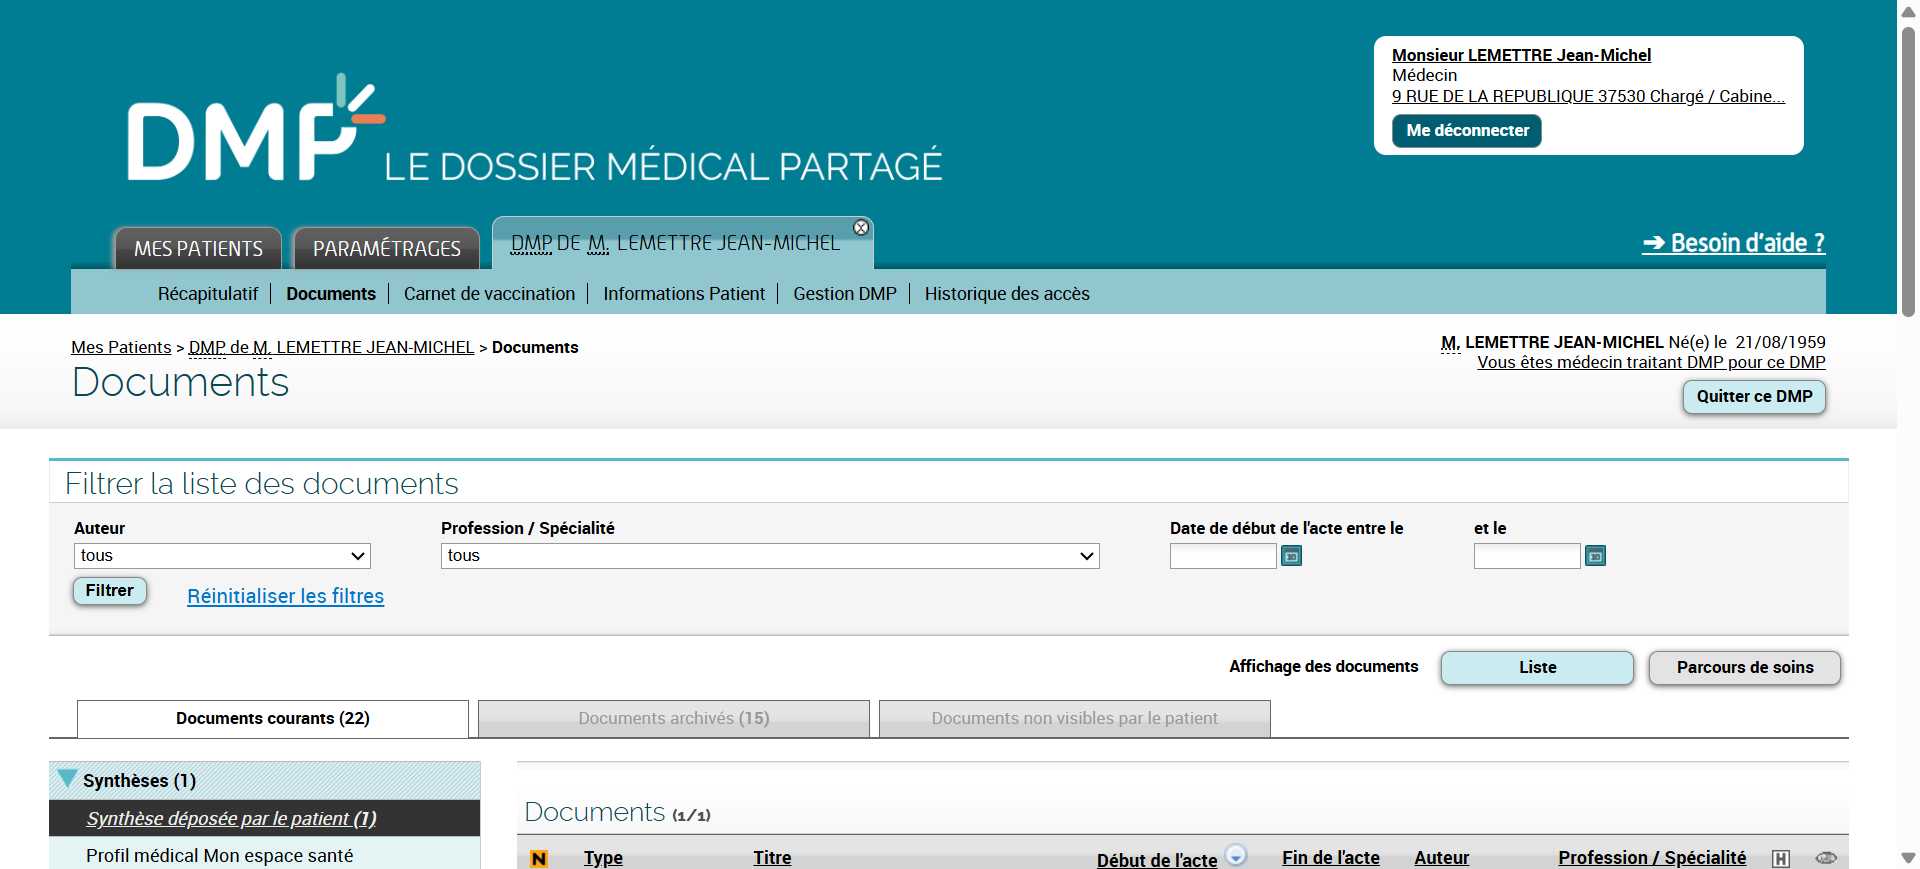 Monsieur LEMETTRE Jean-Michel
Médecin
9 RUE DE LA REPUBLIQUE 37530 Chargé / Cabine...
Me déconnecter
DMP LE DOSSIER MÉDICAL PARTAGÉ
MES PATIENTS PARAMÉTRAGES DMP DE M. LEMETTRE JEAN-MICHEL
➔ Besoin d'aide ?
Récapitulatif Documents Carnet de vaccination Informations Patient Gestion DMP Historique des accès
Mes Patients > DMP de M. LEMETTRE JEAN-MICHEL > Documents
Documents
M. LEMETTRE JEAN-MICHEL Né(e) le 21/08/1959
Vous êtes médecin traitant DMP pour ce DMP
Quitter ce DMP
Filtrer la liste des documents
Auteur Profession / Spécialité Date de début de l'acte entre le et le
tous tous
Filtrer Réinitialiser les filtres
Affichage des documents Liste Parcours de soins
Documents courants (22) Documents archivés (15) Documents non visibles par le patient
Synthèses (1)
Synthèse déposée par le patient (1)
Profil médical Mon espace santé
Documents (1/1)
N Type Titre Début de l'acte Fin de l'acte Auteur Profession / Spécialité H